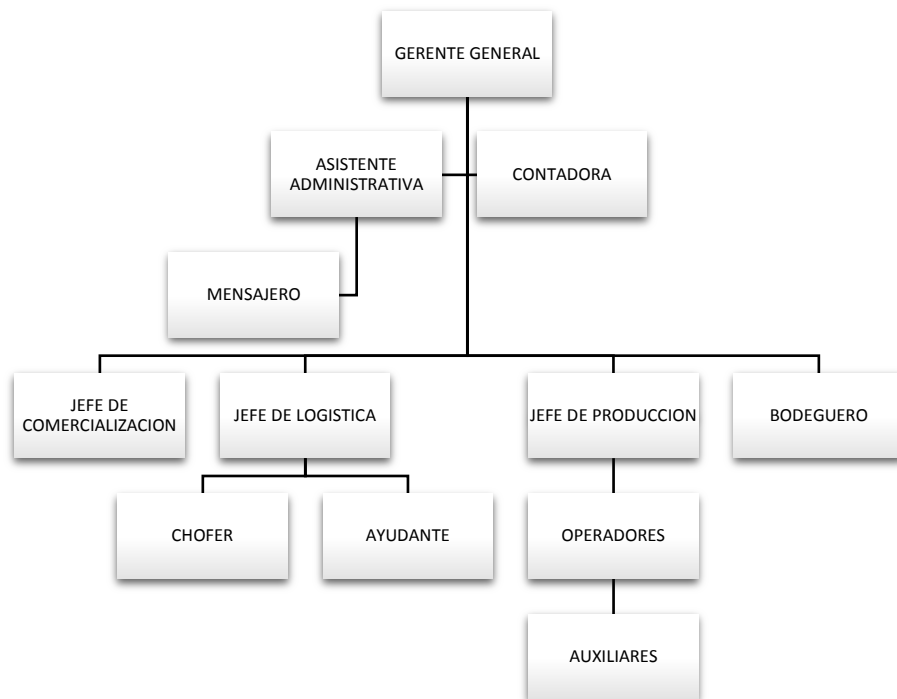 GERENTE GENERAL
ASISTENTE
ADMINISTRATIVA
CONTADORA
MENSAJERO
JEFE DE
COMERCIALIZACION
JEFE DE LOGISTICA
JEFE DE PRODUCCION
BODEGUERO
CHOFER
AYUDANTE
OPERADORES
AUXILIARES